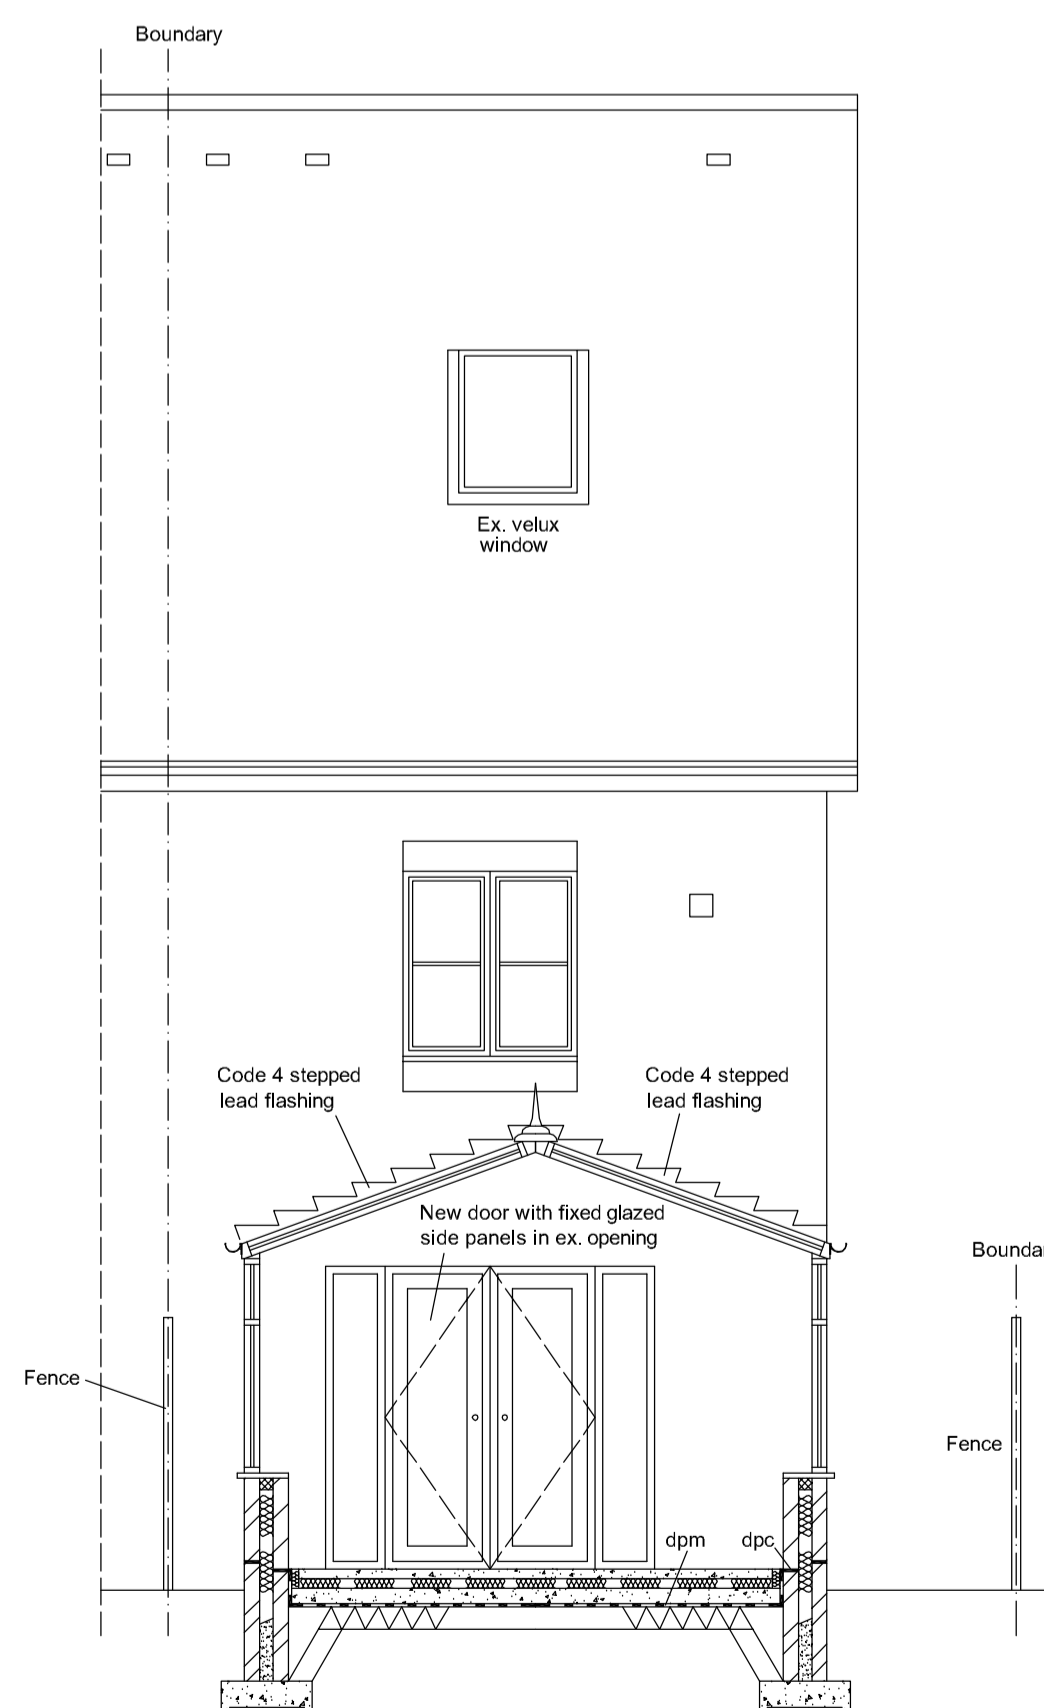 Boundary
Ex. velux
window
Code 4 stepped
lead flashing
Code 4 stepped
lead flashing
New door with fixed glazed
side panels in ex. opening
Boundar
Fence
Fence
dpm
dpc